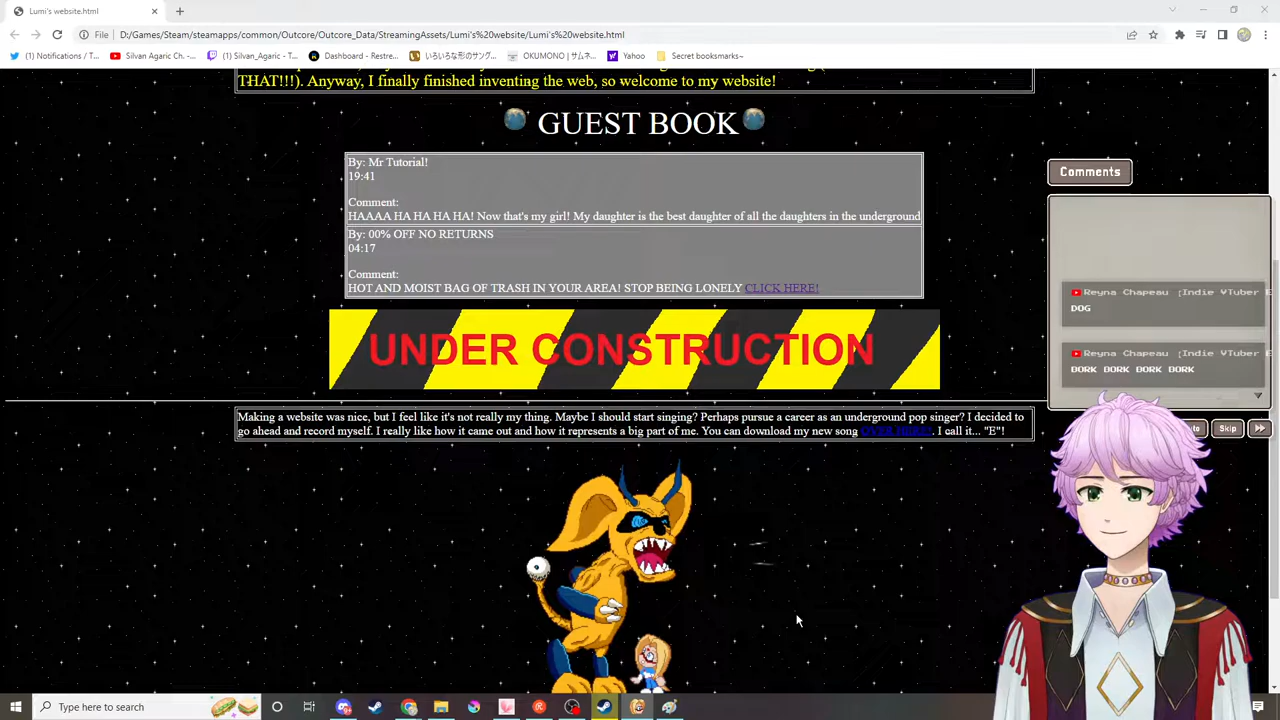 Lumi's website.html
File
D:/Games/Steam/steamapps/common/Outcore/Outcore_Data/StreamingAssets/Lumi's%20website/Lumi's%20website.html
(1) Notifications / T...
Silvan Agaric Ch. -...
(1) Silvan_Agaric - T...
Dashboard - Restre...
いろいろな形のサング...
OKUMONO | サムネ...
Yahoo
Secret booksmarks~
THAT!!!). Anyway, I finally finished inventing the web, so welcome to my website!
GUEST BOOK
By: Mr Tutorial!
19:41
Comment:
HAAAA HA HA HA HA! Now that's my girl! My daughter is the best daughter of all the daughters in the underground
By: 00% OFF NO RETURNS
04:17
Comment:
HOT AND MOIST BAG OF TRASH IN YOUR AREA! STOP BEING LONELY CLICK HERE!
UNDER CONSTRUCTION
Making a website was nice, but I feel like it's not really my thing. Maybe I should start singing? Perhaps pursue a career as an underground pop singer? I decided to
go ahead and record myself. I really like how it came out and how it represents a big part of me. You can download my new song OVER HERE!. I call it... "E"!
Comments
Reyna Chapeau ¡Indie VTuber E
DOG
Reyna Chapeau ¡Indie VTuber E
BORK BORK BORK BORK
Skip
Type here to search